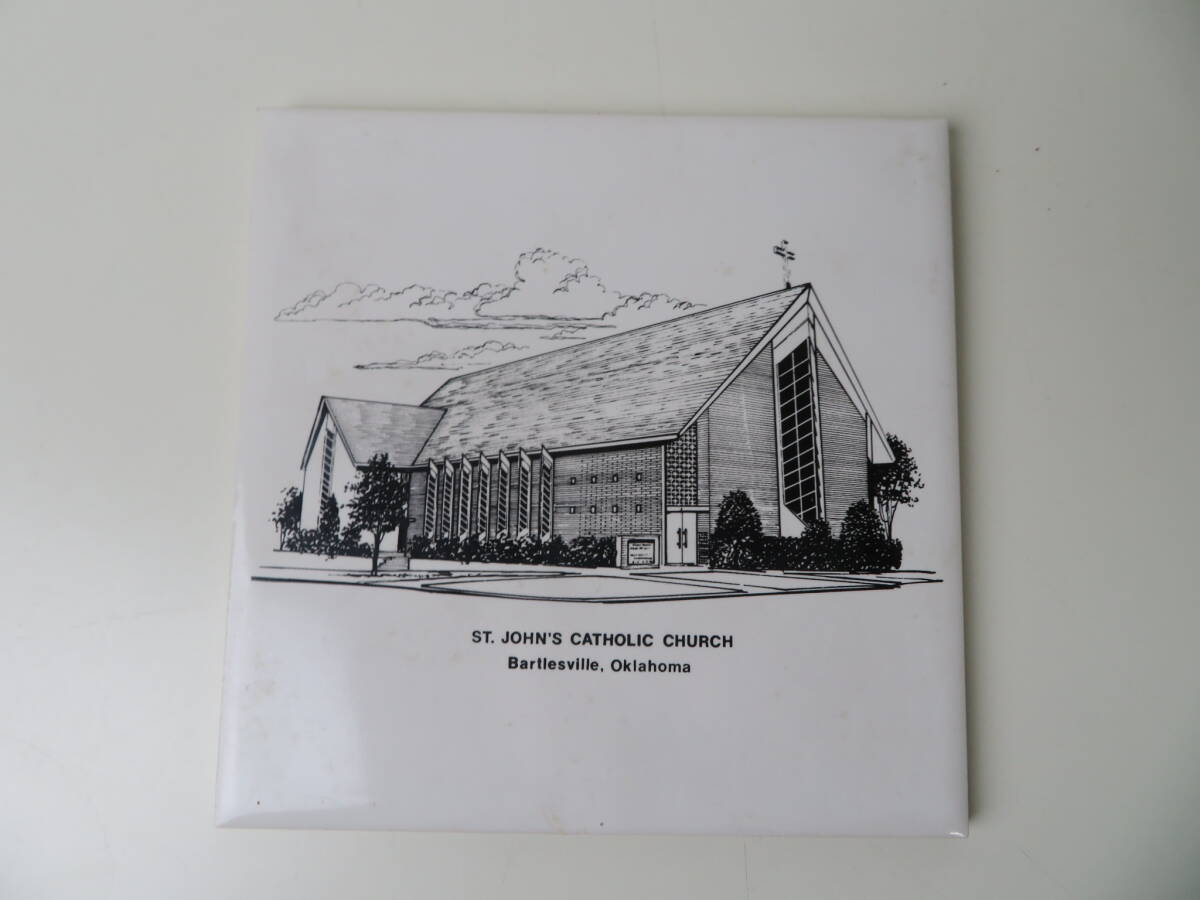 ST. JOHN'S CATHOLIC CHURCH
Bartlesville, Oklahoma